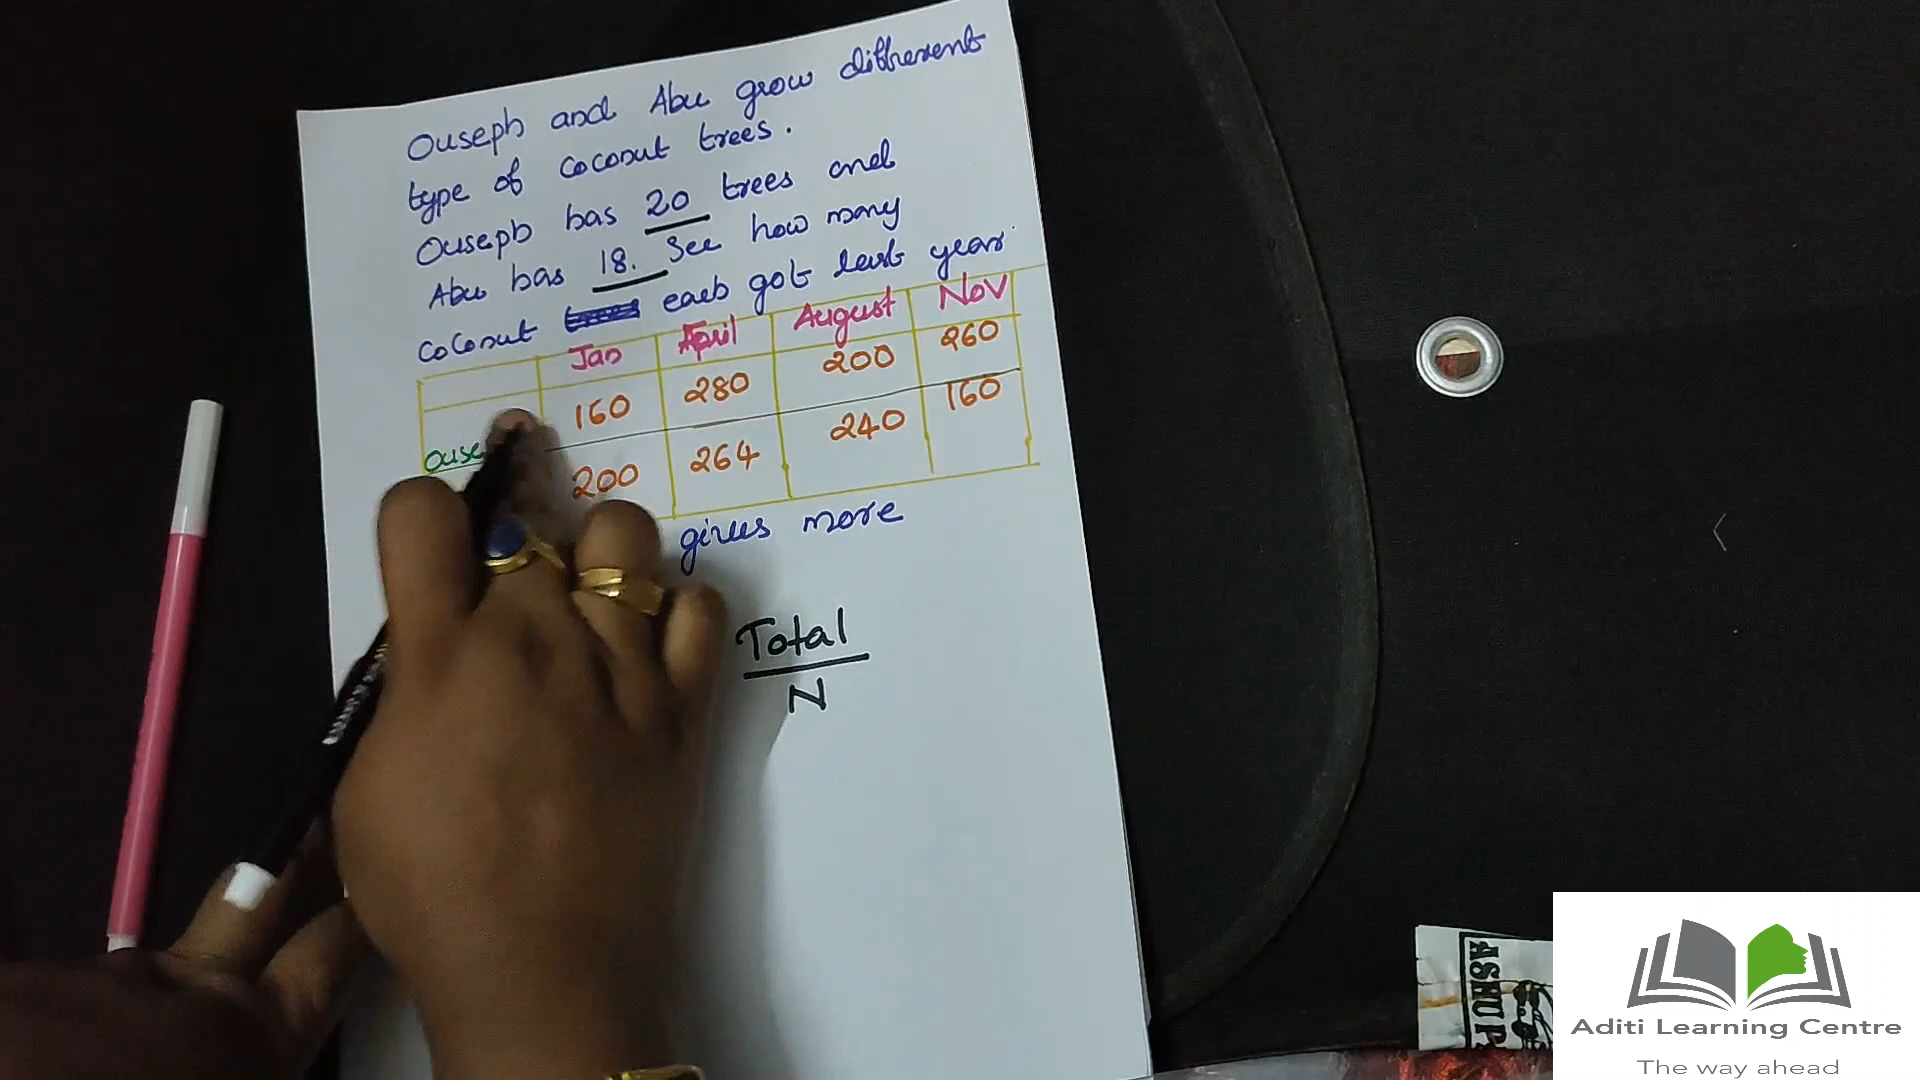 Ouseph and Abu grow different
type of coconut trees.
Ouseph has 20 trees and
Abu has 18. See how many
coconut each got last year
Jan April August Nov
Ouse 160 280 200 260
200 264 240 160
gives more
Total
N
ASHU P
Aditi Learning Centre
The way ahead